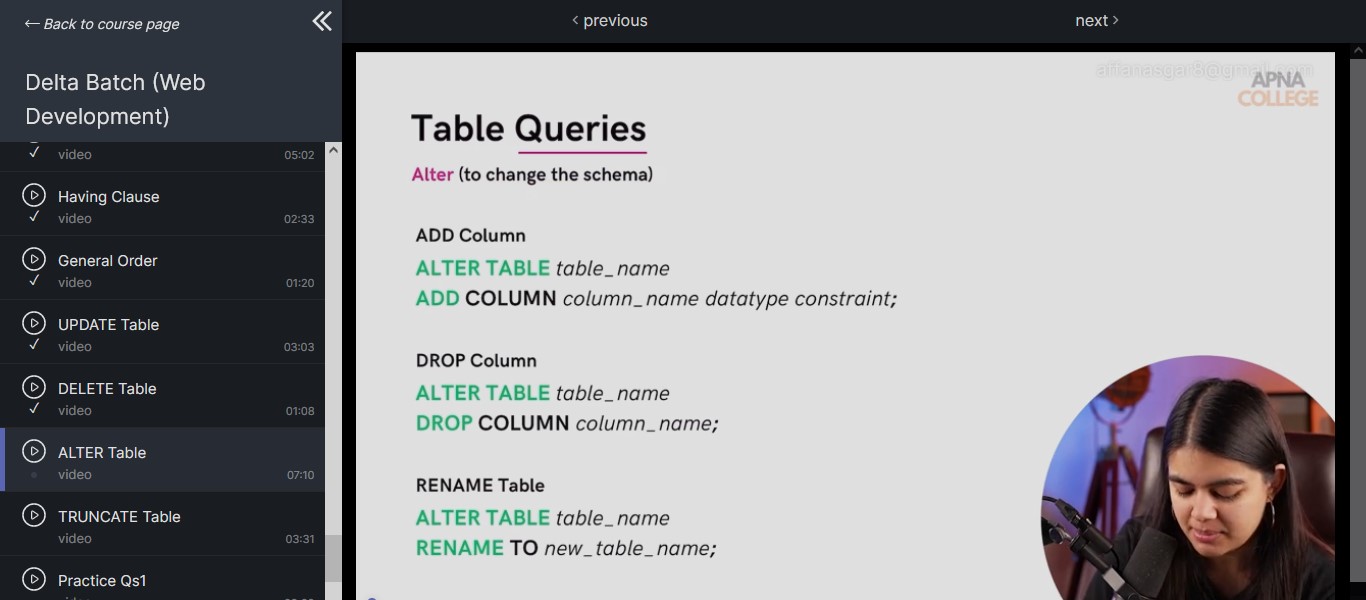 ← Back to course page
Delta Batch (Web
Development)
video 05:02
Having Clause
video 02:33
General Order
video 01:20
UPDATE Table
video 03:03
DELETE Table
video 01:08
ALTER Table
video 07:10
TRUNCATE Table
video 03:31
Practice Qs1
‹ previous
next ›
APNA
COLLEGE
Table Queries
Alter (to change the schema)
ADD Column
ALTER TABLE table_name
ADD COLUMN column_name datatype constraint;
DROP Column
ALTER TABLE table_name
DROP COLUMN column_name;
RENAME Table
ALTER TABLE table_name
RENAME TO new_table_name;